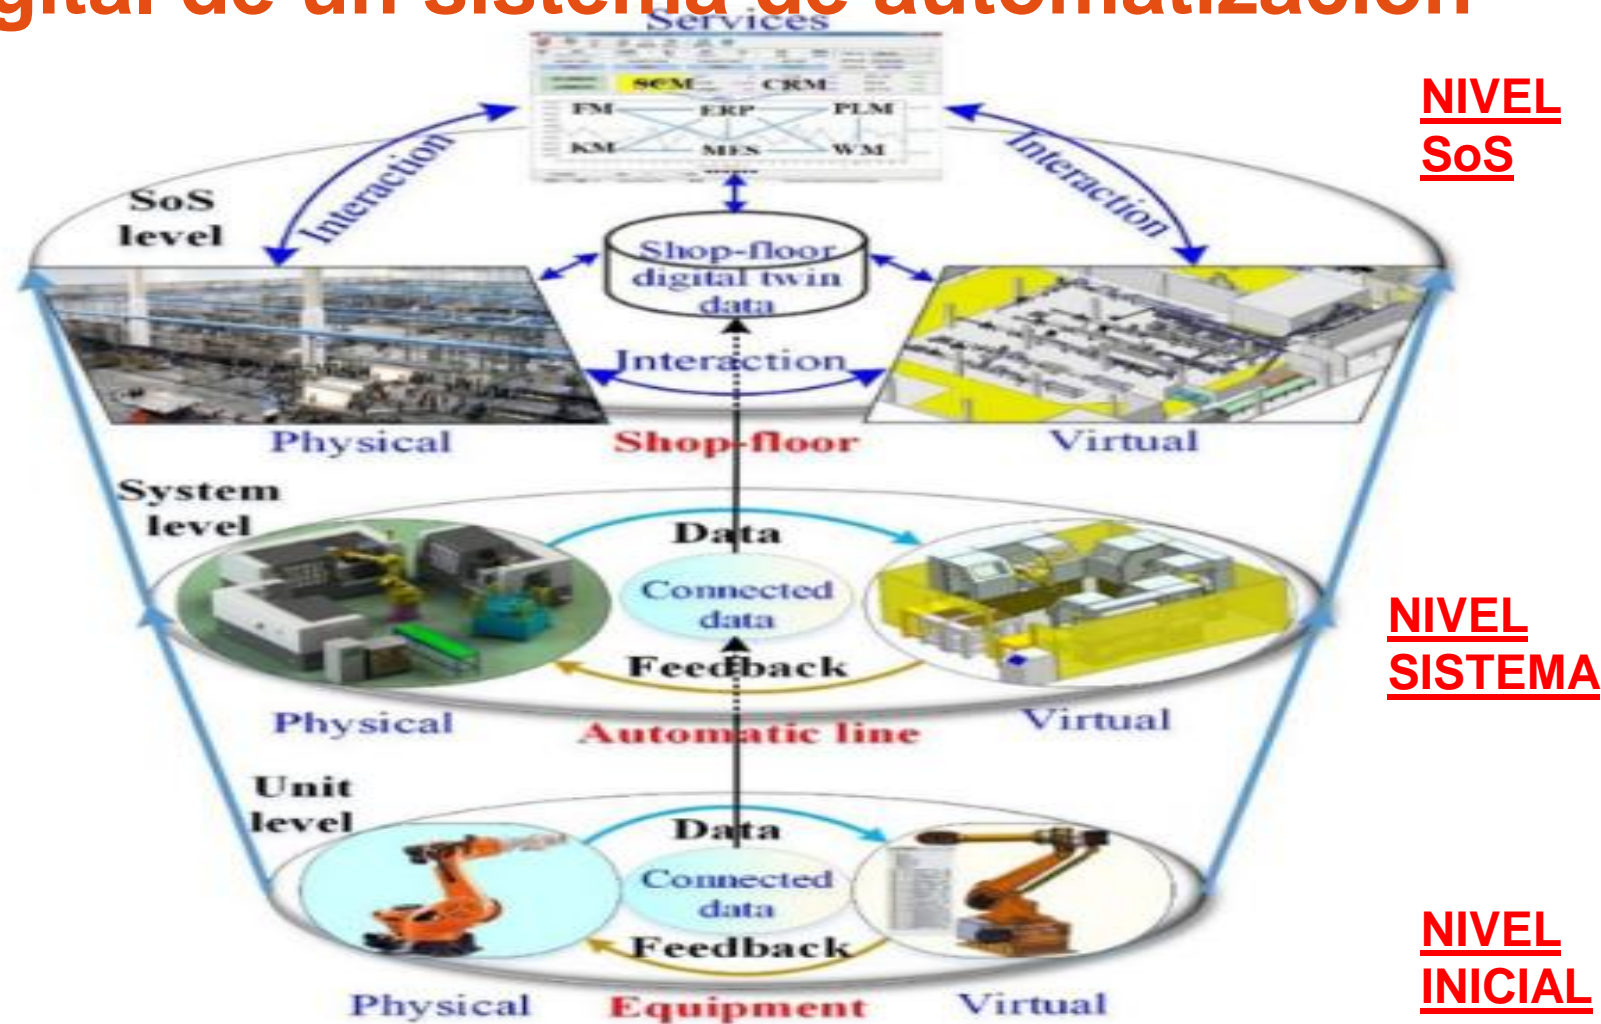 gital de un sistema de automatización
Services
SCM CRM
FM ERP PLM
KM MES WM
NIVEL
SoS
Interaction
Interaction
SoS
level
Shop-floor
digital twin
data
Interaction
Physical Shop-floor Virtual
System
level
Data
Connected
data
Feedback
NIVEL
SISTEMA
Physical Automatic line Virtual
Unit
level
Data
Connected
data
Feedback
NIVEL
INICIAL
Physical Equipment Virtual